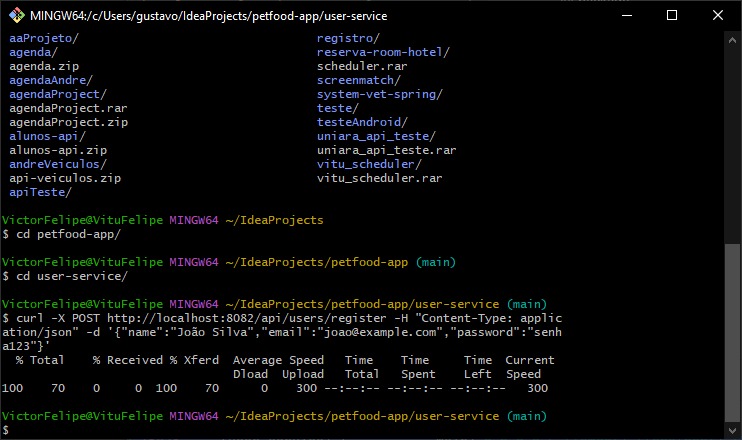 MINGW64:/c/Users/gustavo/IdeaProjects/petfood-app/user-service
aaProjeto/ registro/
agenda/ reserva-room-hotel/
agenda.zip scheduler.rar
agendaAndre/ screenmatch/
agendaProject/ system-vet-spring/
agendaProject.rar teste/
agendaProject.zip testeAndroid/
alunos-api/ uniara_api_teste/
alunos-api.zip uniara_api_teste.rar
andreVeiculos/ vitu_scheduler/
api-veiculos.zip vitu_scheduler.rar
apiTeste/
VictorFelipe@VituFelipe MINGW64 ~/IdeaProjects
$ cd petfood-app/
VictorFelipe@VituFelipe MINGW64 ~/IdeaProjects/petfood-app (main)
$ cd user-service/
VictorFelipe@VituFelipe MINGW64 ~/IdeaProjects/petfood-app/user-service (main)
$ curl -X POST http://localhost:8082/api/users/register -H "Content-Type: applic
ation/json" -d '{"name":"João Silva","email":"joao@example.com","password":"senh
a123"}'
% Total % Received % Xferd Average Speed Time Time Time Current
Dload Upload Total Spent Left Speed
100 70 0 0 100 70 0 300 --:--:-- --:--:-- --:--:-- 300
VictorFelipe@VituFelipe MINGW64 ~/IdeaProjects/petfood-app/user-service (main)
$